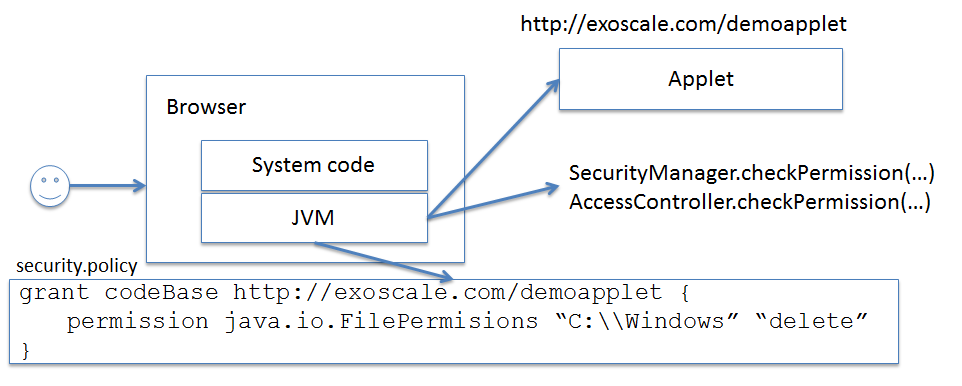 http://exoscale.com/demoapplet
Applet
Browser
System code
JVM
SecurityManager.checkPermission(...)
AccessController.checkPermission(...)
security.policy
grant codeBase http://exoscale.com/demoapplet {
permission java.io.FilePermisions “C:\\Windows” “delete”
}